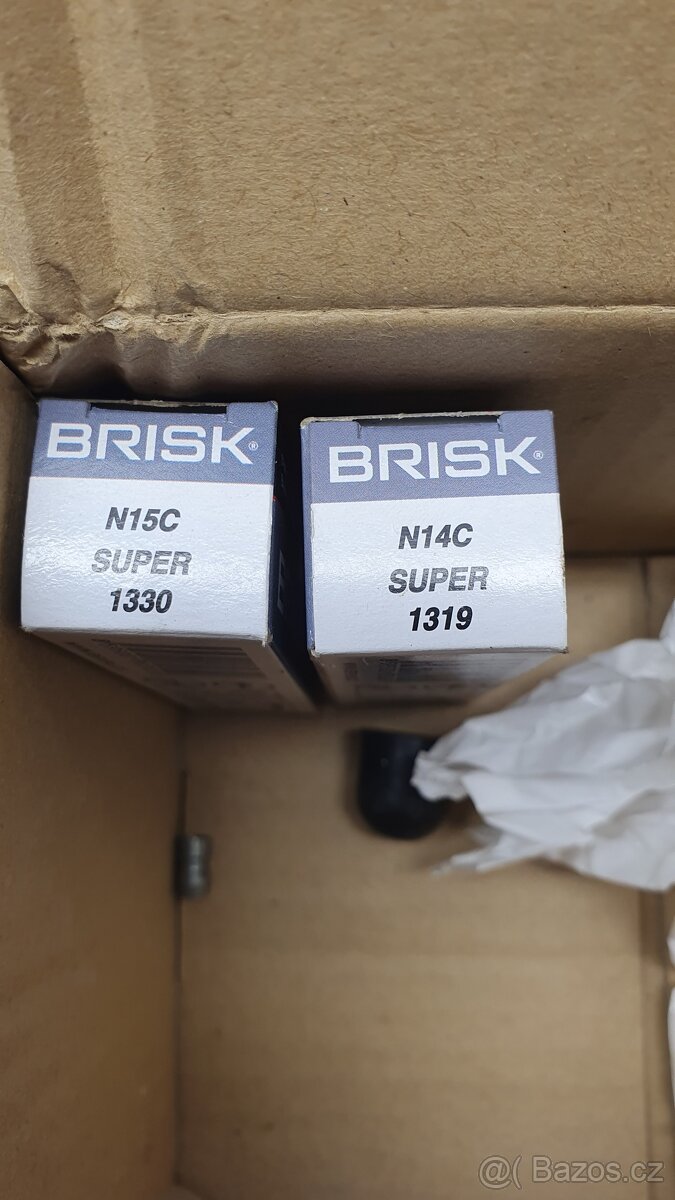 BRISK®
N15C
SUPER
1330
BRISK®
N14C
SUPER
1319
@( Bazos.cz